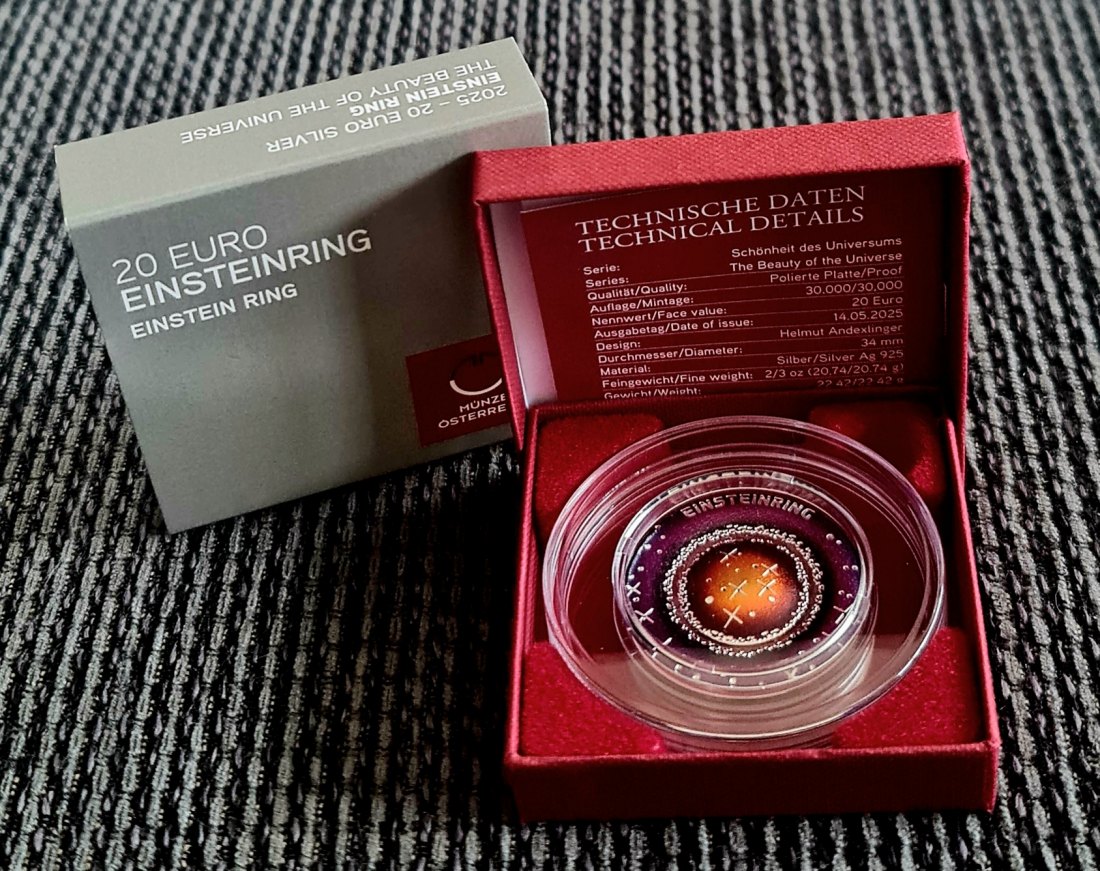 2025 – 20 EURO SILVER
EINSTEIN RING
THE BEAUTY OF THE UNIVERSE
20 EURO
EINSTEINRING
EINSTEIN RING
MÜNZE
ÖSTERRE
TECHNISCHE DATEN
TECHNICAL DETAILS
Serie: Schönheit des Universums
Series: The Beauty of the Universe
Qualität/Quality: Polierte Platte/Proof
Auflage/Mintage: 30.000/30,000
Nennwert/Face value: 20 Euro
Ausgabetag/Date of issue: 14.05.2025
Design: Helmut Andexlinger
Durchmesser/Diameter: 34 mm
Material: Silber/Silver Ag 925
Feingewicht/Fine weight: 2/3 oz (20,74/20.74 g)
Gewicht/Weight: 22,42/22.42 g
EINSTEINRING